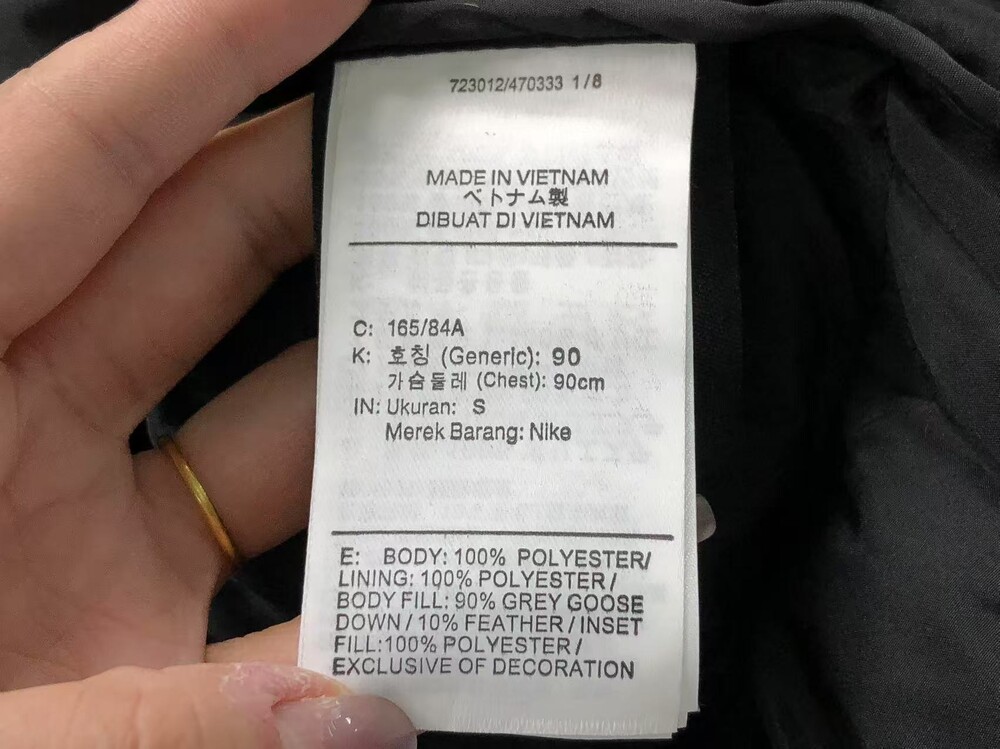 723012/470333 1/8
MADE IN VIETNAM
ベトナム製
DIBUAT DI VIETNAM
C: 165/84A
K: 호칭 (Generic): 90
가슴둘레 (Chest): 90cm
IN: Ukuran: S
Merek Barang: Nike
E: BODY: 100% POLYESTER/
LINING: 100% POLYESTER /
BODY FILL: 90% GREY GOOSE
DOWN / 10% FEATHER / INSET
FILL:100% POLYESTER /
EXCLUSIVE OF DECORATION